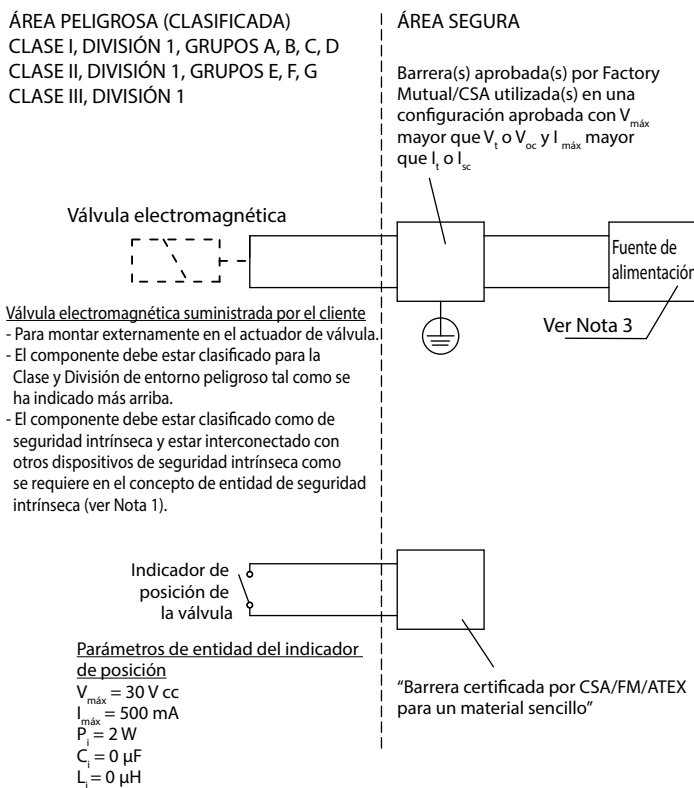 ÁREA PELIGROSA (CLASIFICADA)
CLASE I, DIVISIÓN 1, GRUPOS A, B, C, D
CLASE II, DIVISIÓN 1, GRUPOS E, F, G
CLASE III, DIVISIÓN 1
ÁREA SEGURA
Barrera(s) aprobada(s) por Factory
Mutual/CSA utilizada(s) en una
configuración aprobada con Vmáx
mayor que Vt o Voc y I máx mayor
que It o Isc
Válvula electromagnética
Fuente de
alimentación
Ver Nota 3
Válvula electromagnética suministrada por el cliente
- Para montar externamente en el actuador de válvula.
- El componente debe estar clasificado para la
Clase y División de entorno peligroso tal como se
ha indicado más arriba.
- El componente debe estar clasificado como de
seguridad intrínseca y estar interconectado con
otros dispositivos de seguridad intrínseca como
se requiere en el concepto de entidad de seguridad
intrínseca (ver Nota 1).
Indicador de
posición de
la válvula
Parámetros de entidad del indicador
de posición
Vmáx = 30 V cc
Imáx = 500 mA
Pi = 2 W
Ci = 0 µF
Li = 0 µH
“Barrera certificada por CSA/FM/ATEX
para un material sencillo”